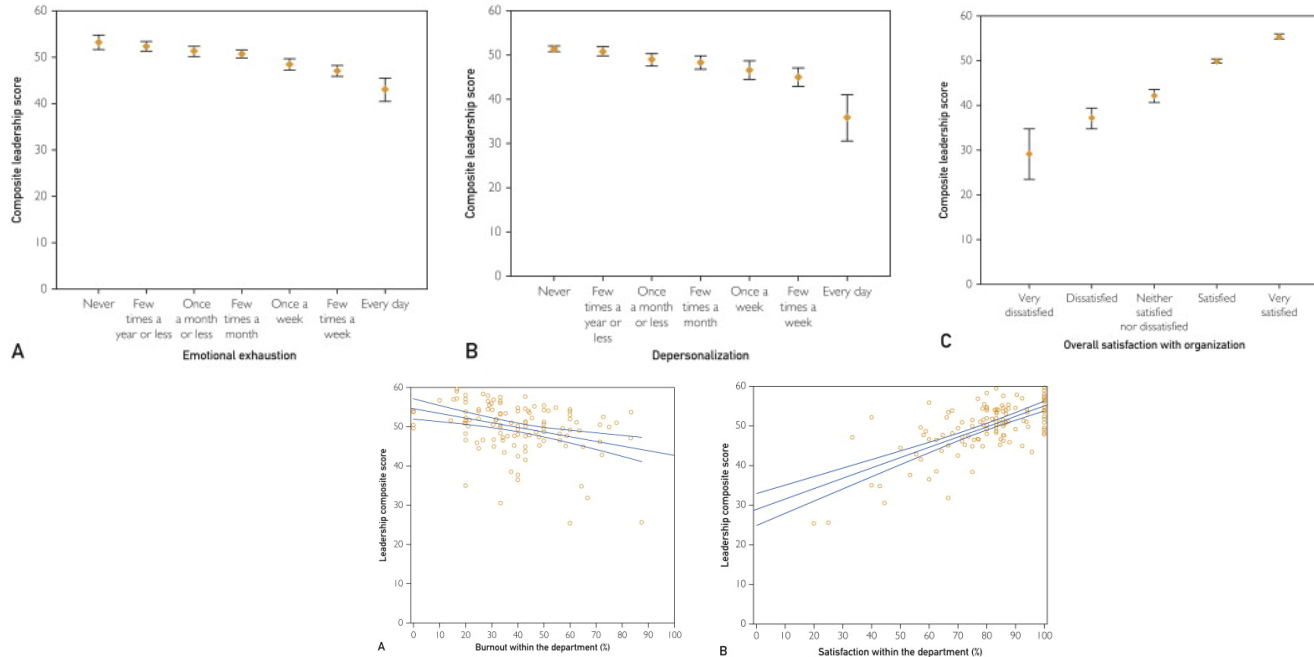 60
50
40
30
20
10
0
Composite leadership score
Never
Few
times a
year or less
Once
a month
or less
Few
times a
month
Once a
week
Few
times a
week
Every day
A
Emotional exhaustion
60
50
40
30
20
10
0
Composite leadership score
Never
Few
times a
year or
less
Once
a month
or less
Few
times a
month
Once a
week
Few
times a
week
Every day
B
Depersonalization
60
50
40
30
20
10
0
Composite leadership score
Very
dissatisfied
Dissatisfied
Neither
satisfied
nor dissatisfied
Satisfied
Very
satisfied
C
Overall satisfaction with organization
60
50
40
30
20
10
0
Leadership composite score
0 10 20 30 40 50 60 70 80 90 100
A
Burnout within the department (%)
60
50
40
30
20
10
0
Leadership composite score
0 10 20 30 40 50 60 70 80 90 100
B
Satisfaction within the department (%)